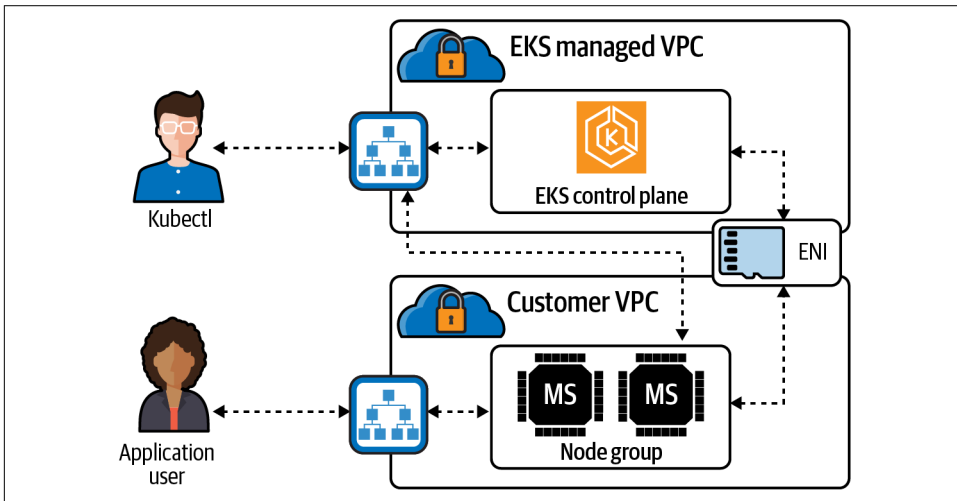 EKS managed VPC
K
EKS control plane
Kubectl
ENI
Customer VPC
MS
MS
Node group
Application
user